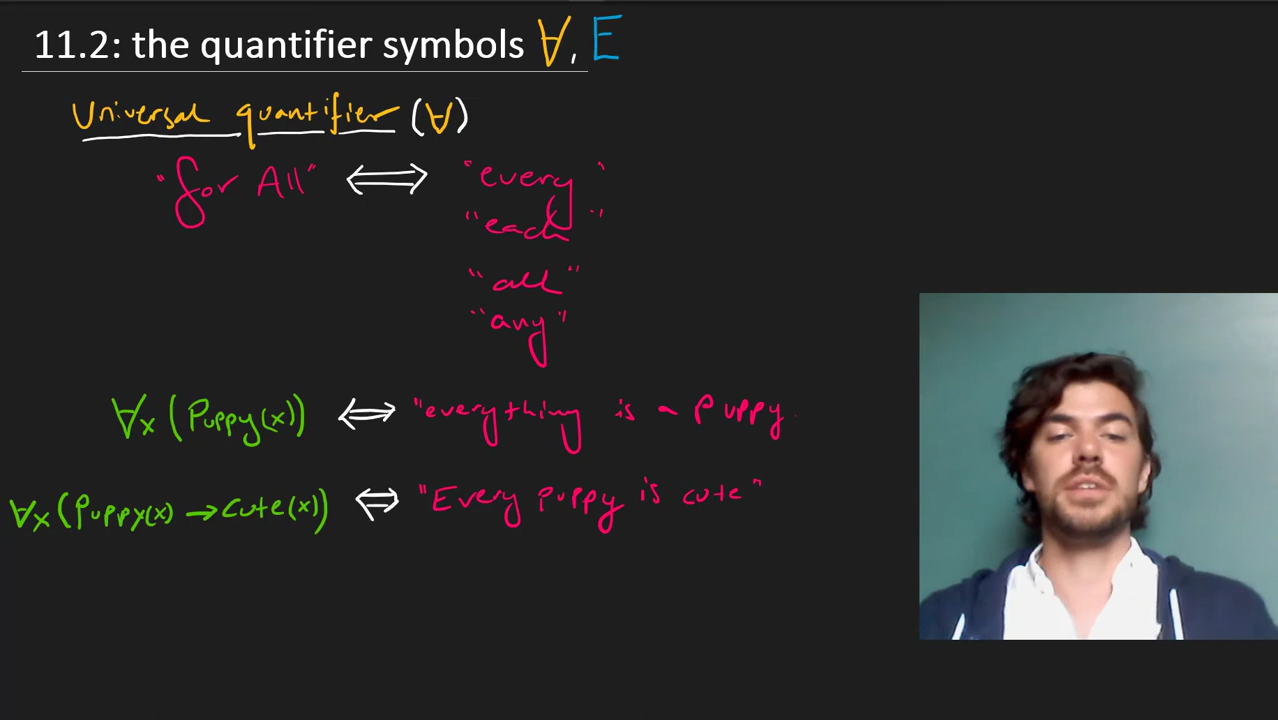 11.2: the quantifier symbols ∀, E
Universal quantifier (∀)
"for All" ⟺ "every"
"each"
"all"
"any"
∀x (Puppy(x)) ⟺ "everything is a Puppy.
∀x (Puppy(x) → cute(x)) ⟺ "Every puppy is cute"